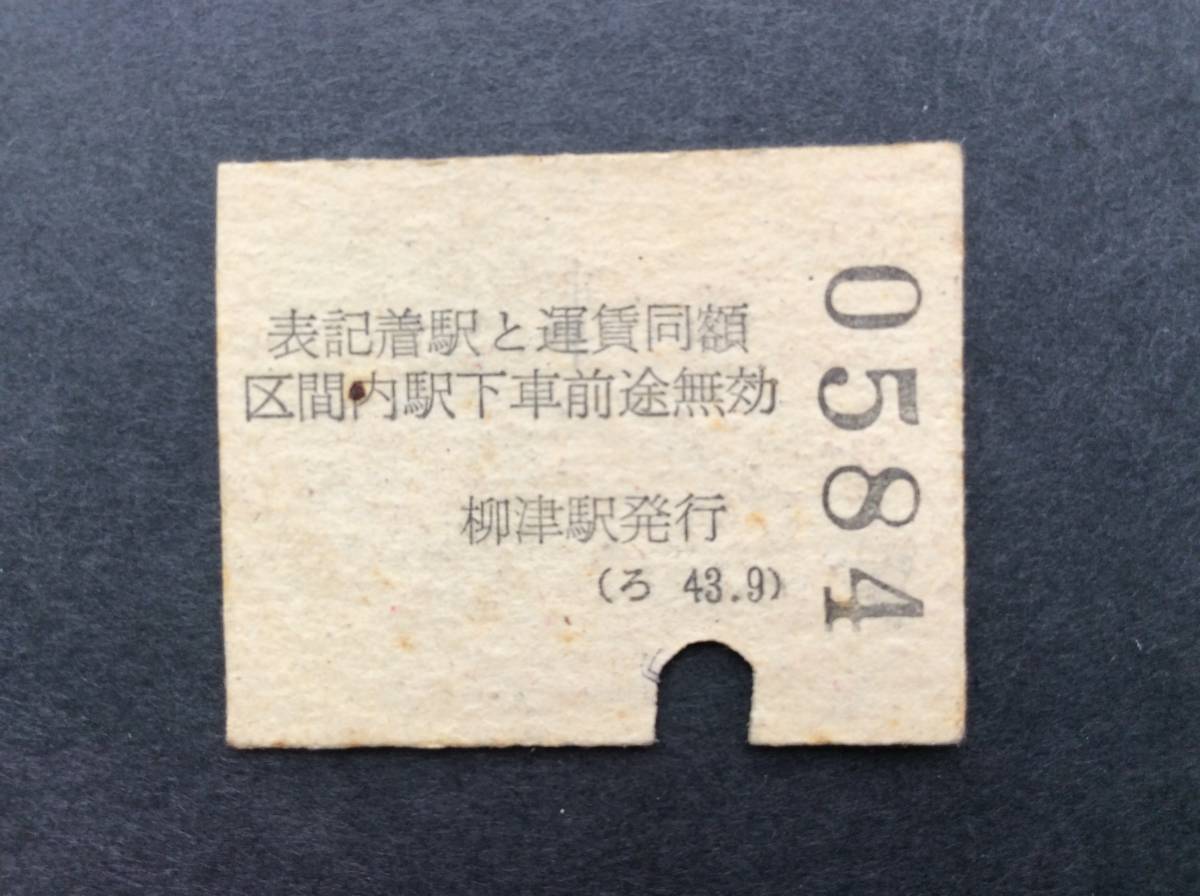 表記着駅と運賃同額
区間内駅下車前途無効
柳津駅発行
(ろ 43.9)
0584